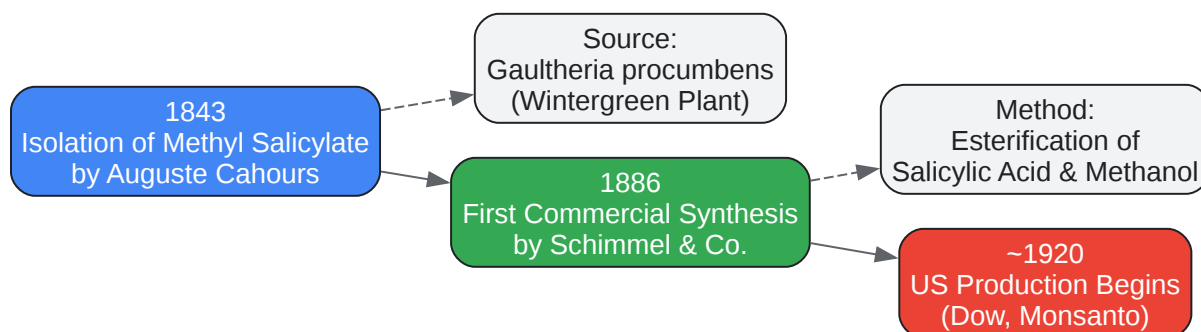 1843
Isolation of Methyl Salicylate
by Auguste Cahours
Source:
Gaultheria procumbens
(Wintergreen Plant)
1886
First Commercial Synthesis
by Schimmel & Co.
Method:
Esterification of
Salicylic Acid & Methanol
~1920
US Production Begins
(Dow, Monsanto)